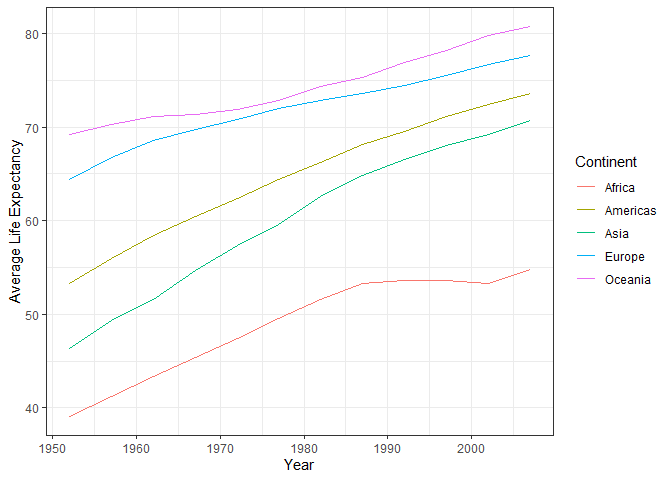 80
70
60
50
40
Average Life Expectancy
1950
1960
1970
1980
1990
2000
Year
Continent
Africa
Americas
Asia
Europe
Oceania